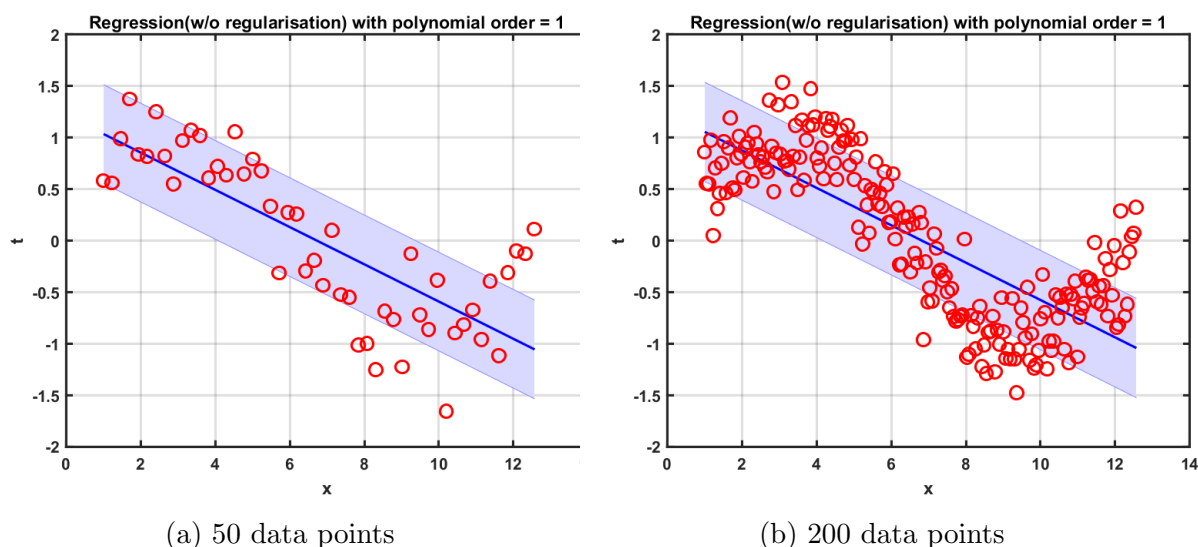 Regression(w/o regularisation) with polynomial order = 1
2
1.5
1
0.5
0
-0.5
-1
-1.5
-2
t
0 2 4 6 8 10 12
x
(a) 50 data points
Regression(w/o regularisation) with polynomial order = 1
2
1.5
1
0.5
0
-0.5
-1
-1.5
-2
t
0 2 4 6 8 10 12 14
x
(b) 200 data points